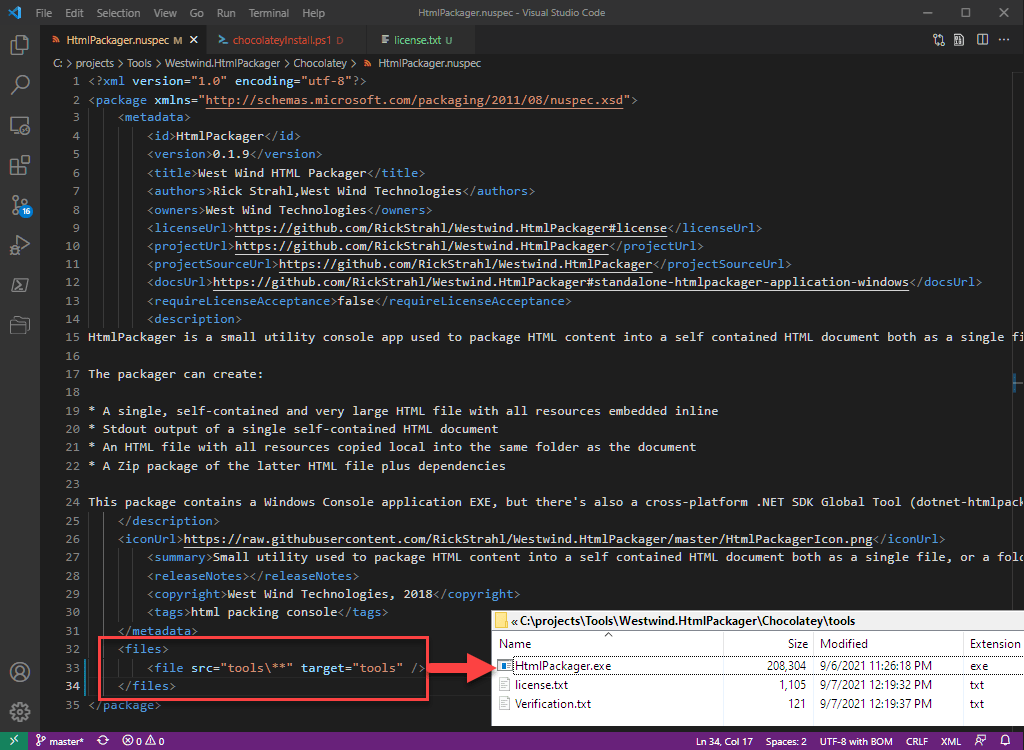 File Edit Selection View Go Run Terminal Help HtmlPackager.nuspec - Visual Studio Code
HtmlPackager.nuspec M chocolateyInstall.ps1 D license.txt U
C: > projects > Tools > Westwind.HtmlPackager > Chocolatey > HtmlPackager.nuspec
1 <?xml version="1.0" encoding="utf-8"?>
2 <package xmlns="http://schemas.microsoft.com/packaging/2011/08/nuspec.xsd">
3 <metadata>
4 <id>HtmlPackager</id>
5 <version>0.1.9</version>
6 <title>West Wind HTML Packager</title>
7 <authors>Rick Strahl,West Wind Technologies</authors>
8 <owners>West Wind Technologies</owners>
9 <licenseUrl>https://github.com/RickStrahl/Westwind.HtmlPackager#license</licenseUrl>
10 <projectUrl>https://github.com/RickStrahl/Westwind.HtmlPackager</projectUrl>
11 <projectSourceUrl>https://github.com/RickStrahl/Westwind.HtmlPackager</projectSourceUrl>
12 <docsUrl>https://github.com/RickStrahl/Westwind.HtmlPackager#standalone-htmlpackager-application-windows</docsUrl>
13 <requireLicenseAcceptance>false</requireLicenseAcceptance>
14 <description>
15 HtmlPackager is a small utility console app used to package HTML content into a self contained HTML document both as a single fi
16
17 The packager can create:
18
19 * A single, self-contained and very large HTML file with all resources embedded inline
20 * Stdout output of a single self-contained HTML document
21 * An HTML file with all resources copied local into the same folder as the document
22 * A Zip package of the latter HTML file plus dependencies
23
24 This package contains a Windows Console application EXE, but there's also a cross-platform .NET SDK Global Tool (dotnet-htmlpack
25 </description>
26 <iconUrl>https://raw.githubusercontent.com/RickStrahl/Westwind.HtmlPackager/master/HtmlPackagerIcon.png</iconUrl>
27 <summary>Small utility used to package HTML content into a self contained HTML document both as a single file, or a fol
28 <releaseNotes></releaseNotes>
29 <copyright>West Wind Technologies, 2018</copyright>
30 <tags>html packing console</tags>
31 </metadata>
32 <files>
33 <file src="tools\**" target="tools" />
34 </files>
35 </package>
16
« C:\projects\Tools\Westwind.HtmlPackager\Chocolatey\tools
Name Size Modified Extension
HtmlPackager.exe 208,304 9/6/2021 11:26:18 PM exe
license.txt 1,105 9/7/2021 12:19:32 PM txt
Verification.txt 121 9/7/2021 12:19:37 PM txt
master* 0 0 Ln 34, Col 17 Spaces: 2 UTF-8 with BOM CRLF XML